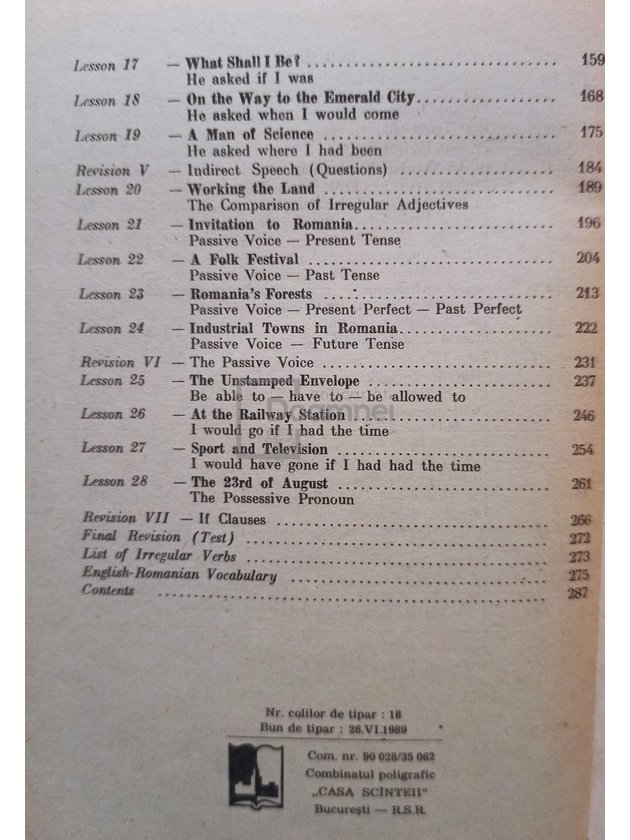 Lesson 17 — What Shall I Be? ................................ 159
He asked if I was
Lesson 18 — On the Way to the Emerald City................. 168
He asked when I would come
Lesson 19 — A Man of Science ............................. 175
He asked where I had been
Revision V — Indirect Speech (Questions) .................... 184
Lesson 20 — Working the Land ............................. 189
The Comparison of Irregular Adjectives
Lesson 21 — Invitation to Romania......................... 196
Passive Voice — Present Tense
Lesson 22 — A Folk Festival ............................... 204
Passive Voice — Past Tense
Lesson 23 — Romania's Forests ............................. 213
Passive Voice — Present Perfect — Past Perfect
Lesson 24 — Industrial Towns in Romania................... 222
Passive Voice — Future Tense
Revision VI — The Passive Voice ............................ 231
Lesson 25 — The Unstamped Envelope ...................... 237
Be able to — have to — be allowed to
Lesson 26 — At the Railway Station ........................ 246
I would go if I had the time
Lesson 27 — Sport and Television .......................... 254
I would have gone if I had had the time
Lesson 28 — The 23rd of August ........................... 261
The Possessive Pronoun
Revision VII — If Clauses .................................. 266
Final Revision (Test) ...................................... 272
List of Irregular Verbs ..................................... 273
English-Romanian Vocabulary ............................... 275
Contents ................................................ 287
Nr. colilor de tipar : 18
Bun de tipar : 26.VI.1989
Com. nr. 90 028/35 062
Combinatul poligrafic
„CASA SCÎNTEII"
București — R.S.R.